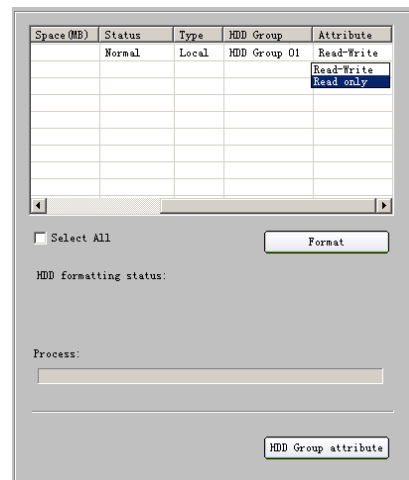 Space(MB) Status Type HDD Group Attribute
Normal Local HDD Group 01 Read-Write
Read-Write
Read only
Select All Format
HDD formatting status:
Process:
HDD Group attribute